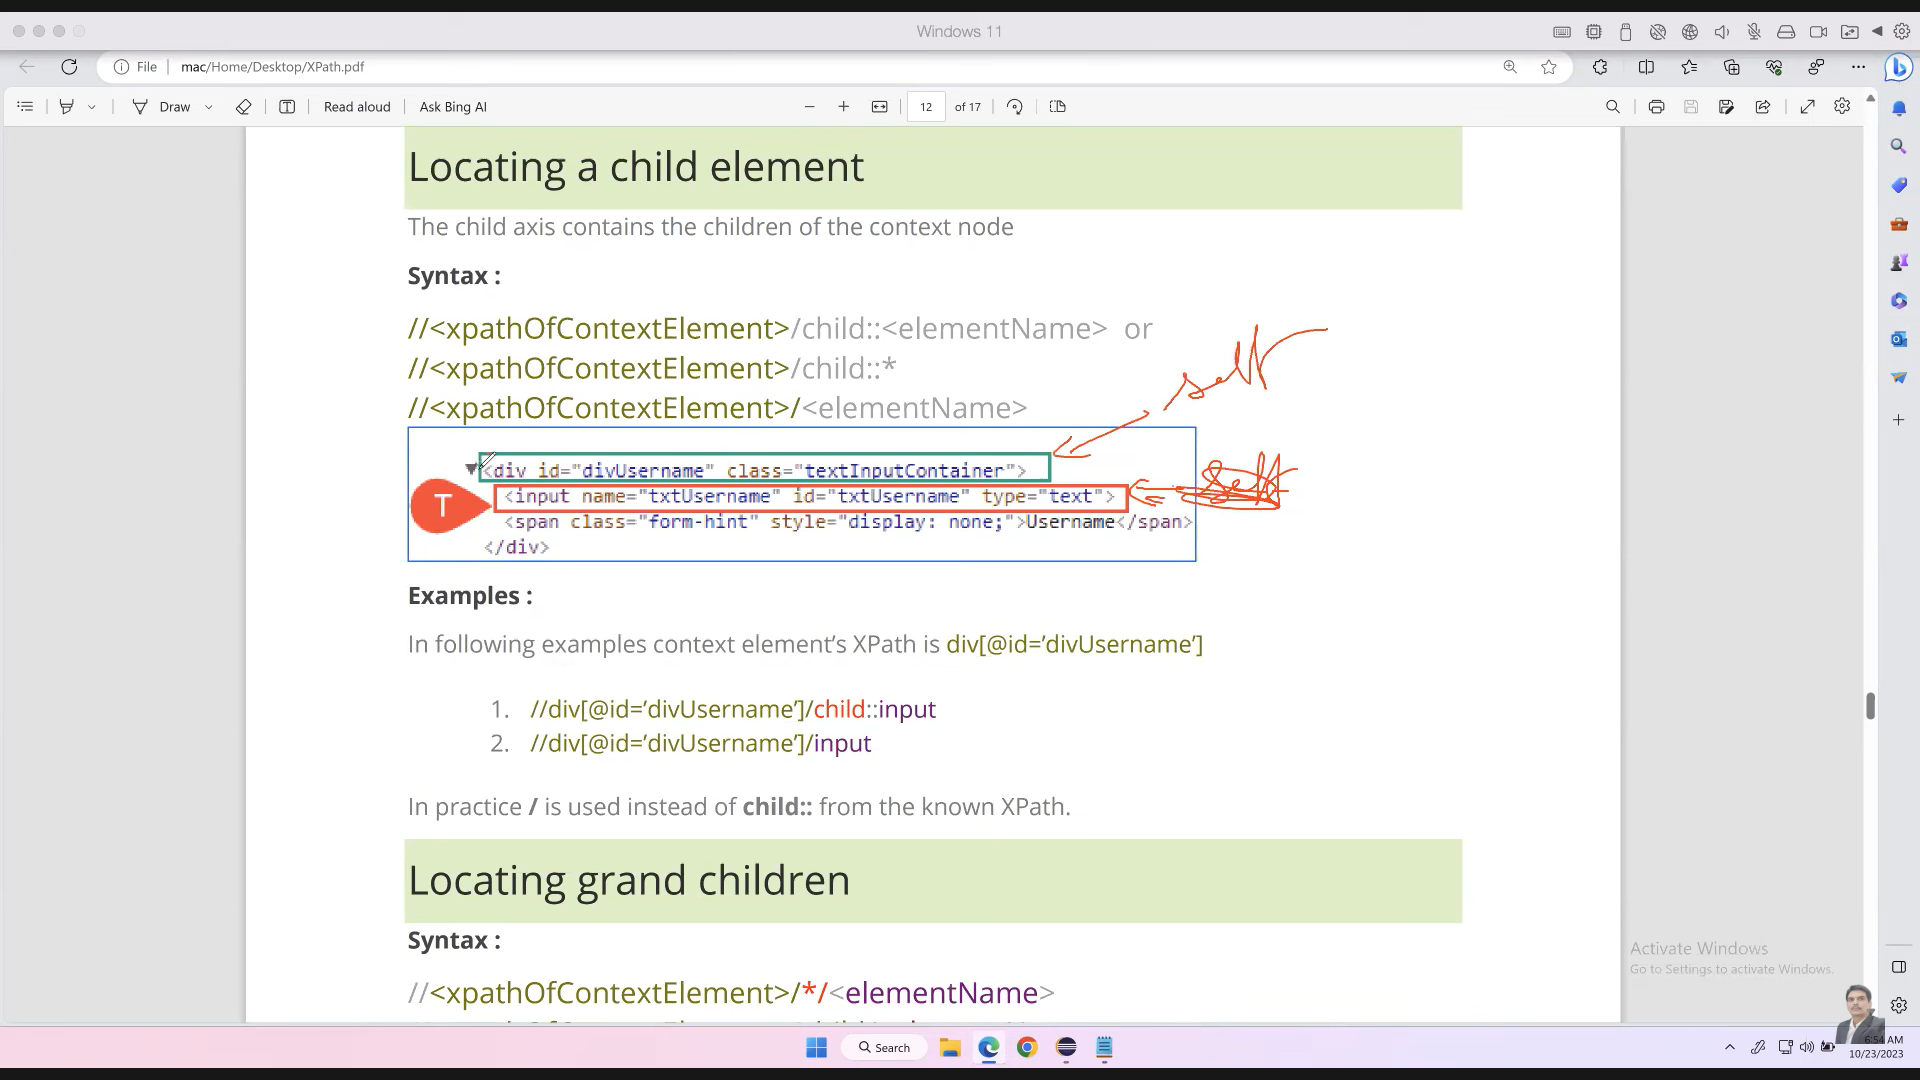 Windows 11
File mac/Home/Desktop/XPath.pdf
Draw Read aloud Ask Bing AI 12 of 17
Locating a child element
The child axis contains the children of the context node
Syntax :
//<xpathOfContextElement>/child::<elementName> or
//<xpathOfContextElement>/child::*
//<xpathOfContextElement>/<elementName>
self
<div id="divUsername" class="textInputContainer">
T
<input name="txtUsername" id="txtUsername" type="text">
Self
<span class="form-hint" style="display: none;">Username</span>
</div>
Examples :
In following examples context element’s XPath is div[@id=’divUsername’]
1. //div[@id=’divUsername’]/child::input
2. //div[@id=’divUsername’]/input
In practice / is used instead of child:: from the known XPath.
Locating grand children
Syntax :
//<xpathOfContextElement>/*/<elementName>
Activate Windows
Go to Settings to activate Windows.
Search
6:54 AM
10/23/2023